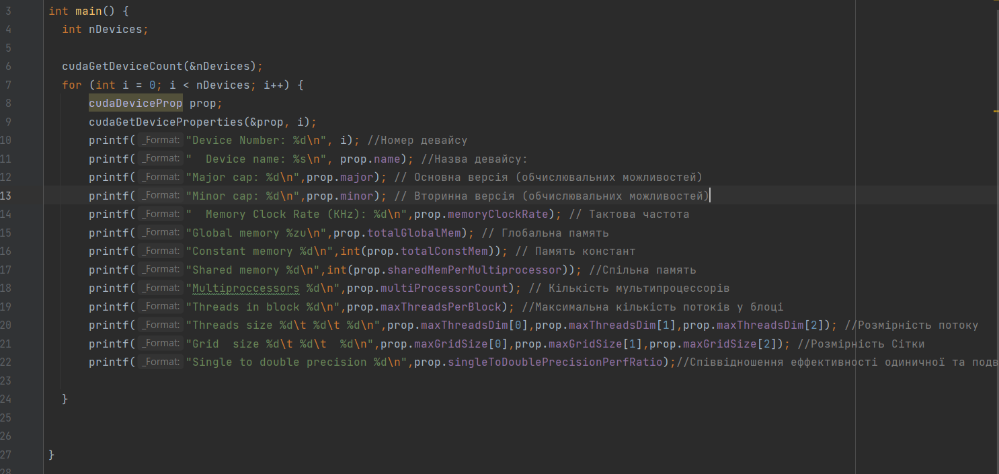 3 int main() {
4 int nDevices;
5
6 cudaGetDeviceCount(&nDevices);
7 for (int i = 0; i < nDevices; i++) {
8 cudaDeviceProp prop;
9 cudaGetDeviceProperties(&prop, i);
10 printf( _Format: "Device Number: %d\n", i); //Номер девайсу
11 printf( _Format: "  Device name: %s\n", prop.name); //Назва девайсу:
12 printf( _Format: "Major cap: %d\n",prop.major); // Основна версія (обчислювальних можливостей)
13 printf( _Format: "Minor cap: %d\n",prop.minor); // Вторинна версія (обчислювальних можливостей)
14 printf( _Format: "  Memory Clock Rate (KHz): %d\n",prop.memoryClockRate); // Тактова частота
15 printf( _Format: "Global memory %zu\n",prop.totalGlobalMem); // Глобальна память
16 printf( _Format: "Constant memory %d\n",int(prop.totalConstMem)); // Память констант
17 printf( _Format: "Shared memory %d\n",int(prop.sharedMemPerMultiprocessor)); //Спільна память
18 printf( _Format: "Multiproccessors %d\n",prop.multiProcessorCount); // Кількість мультипроцессорів
19 printf( _Format: "Threads in block %d\n",prop.maxThreadsPerBlock); //Максимальна кількість потоків у блоці
20 printf( _Format: "Threads size %d\t %d\t %d\n",prop.maxThreadsDim[0],prop.maxThreadsDim[1],prop.maxThreadsDim[2]); //Розмірність потоку
21 printf( _Format: "Grid  size %d\t %d\t  %d\n",prop.maxGridSize[0],prop.maxGridSize[1],prop.maxGridSize[2]); //Розмірність Сітки
22 printf( _Format: "Single to double precision %d\n",prop.singleToDoublePrecisionPerfRatio);//Співвідношення еффективності одиничної та подв
23
24 }
25
26
27 }
28